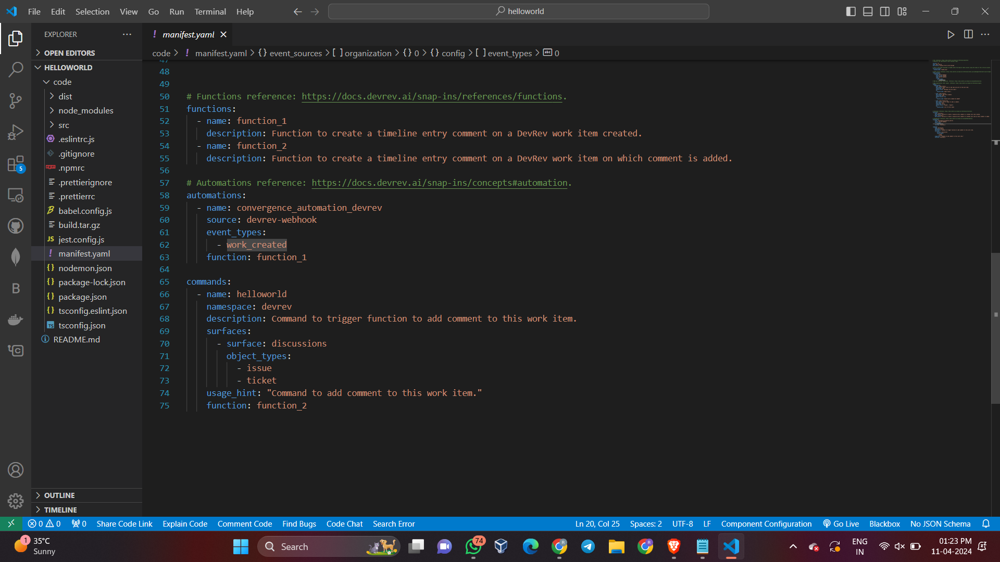 File Edit Selection View Go Run Terminal Help
helloworld
EXPLORER
manifest.yaml
OPEN EDITORS
code > manifest.yaml > {} event_sources > [ ] organization > {} 0 > {} config > [ ] event_types > abc 0
HELLOWORLD
code
dist
node_modules
src
.eslintrc.js
.gitignore
.npmrc
.prettierignore
.prettierrc
babel.config.js
build.tar.gz
jest.config.js
manifest.yaml
nodemon.json
package-lock.json
package.json
tsconfig.eslint.json
tsconfig.json
README.md
OUTLINE
TIMELINE
5
47
48
49
50 # Functions reference: https://docs.devrev.ai/snap-ins/references/functions.
51 functions:
52 - name: function_1
53 description: Function to create a timeline entry comment on a DevRev work item created.
54 - name: function_2
55 description: Function to create a timeline entry comment on a DevRev work item on which comment is added.
56
57 # Automations reference: https://docs.devrev.ai/snap-ins/concepts#automation.
58 automations:
59 - name: convergence_automation_devrev
60 source: devrev-webhook
61 event_types:
62 - work_created
63 function: function_1
64
65 commands:
66 - name: helloworld
67 namespace: devrev
68 description: Command to trigger function to add comment to this work item.
69 surfaces:
70 - surface: discussions
71 object_types:
72 - issue
73 - ticket
74 usage_hint: "Command to add comment to this work item."
75 function: function_2
0 0 0 Share Code Link Explain Code Comment Code Find Bugs Code Chat Search Error Ln 20, Col 25 Spaces: 2 UTF-8 LF Component Configuration Go Live Blackbox No JSON Schema
1 35°C
Sunny
Search
74
ENG
IN
01:23 PM
11-04-2024